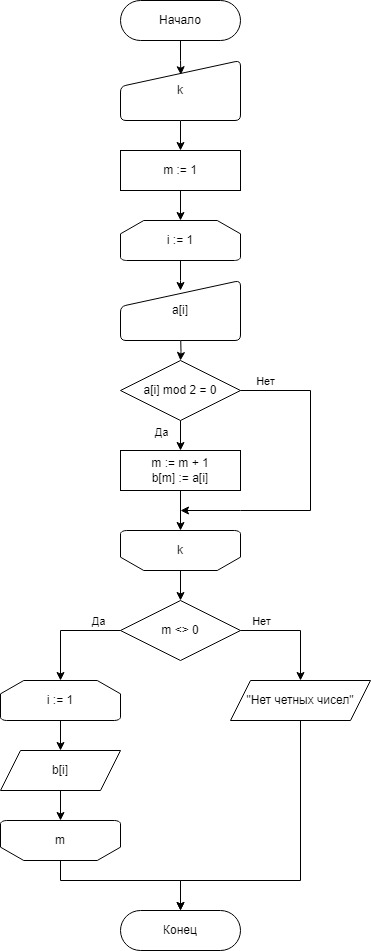 Начало
k
m := 1
i := 1
a[i]
a[i] mod 2 = 0
Нет
Да
m := m + 1
b[m] := a[i]
k
m <> 0
Да
Нет
i := 1
"Нет четных чисел"
b[i]
m
Конец